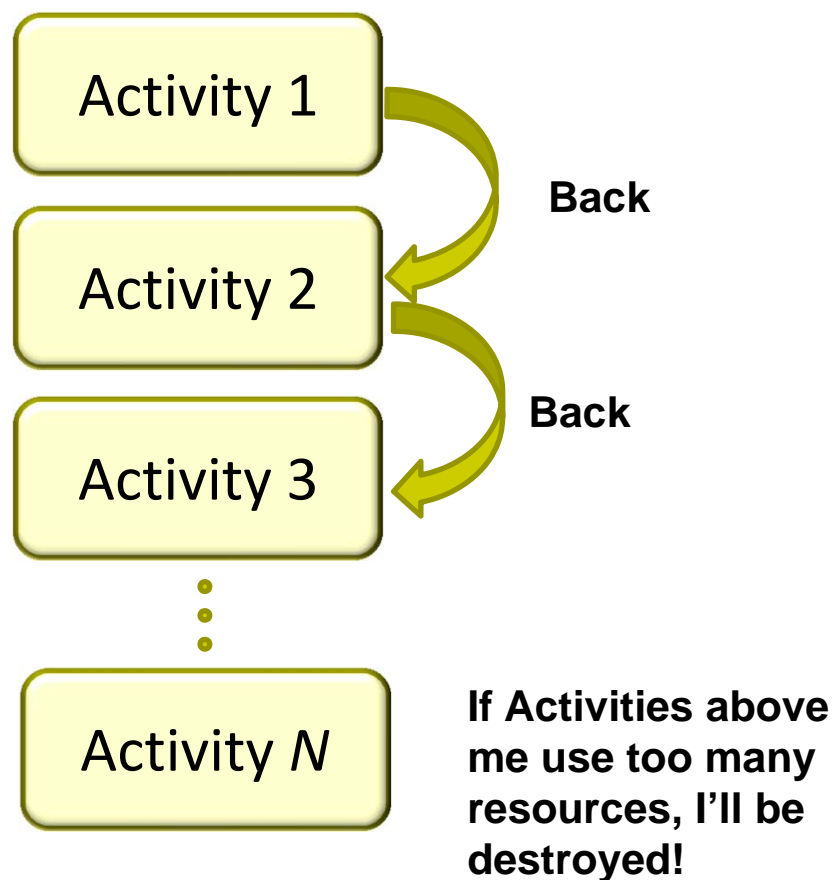 Activity 1
Back
Activity 2
Back
Activity 3
Activity N
If Activities above
me use too many
resources, I’ll be
destroyed!